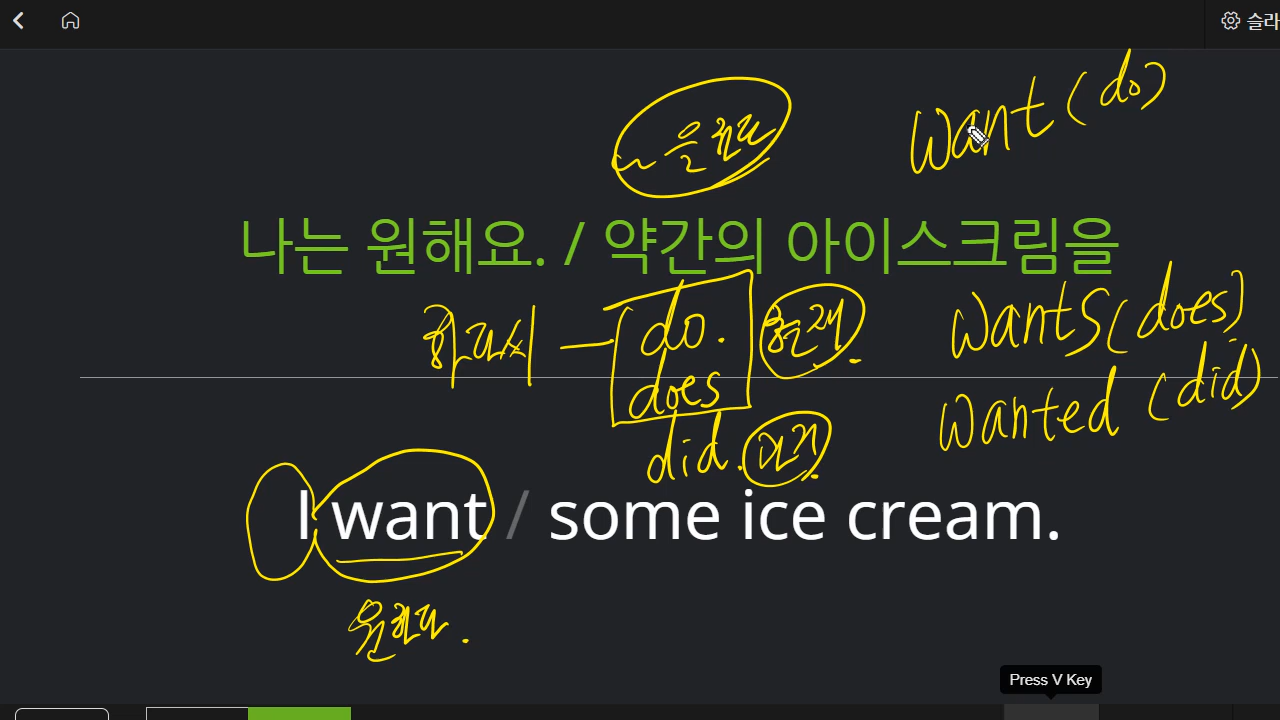 슬라
want (do)
~을 원하다
나는 원해요. / 약간의 아이스크림을
wants (does)
do.
does
현재
wanted (did)
did.
과거.
I want / some ice cream.
원하다.
Press V Key